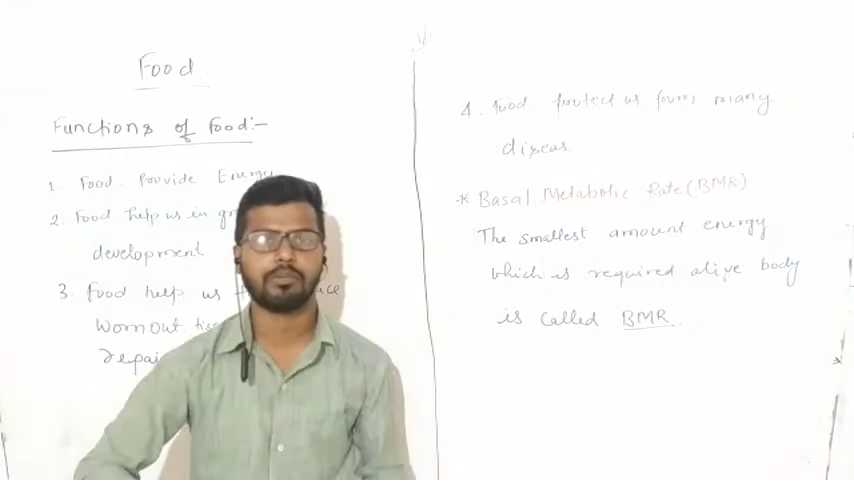 Food
Functions of Food:-
1. Food Provide Energy
2. Food help us in
development
3. Food help us
wornout
repai
4. Food protect us from many
diseas
* Basal Metabolic Rate (BMR)
The smallest amount energy
which is required alive body
is called BMR.